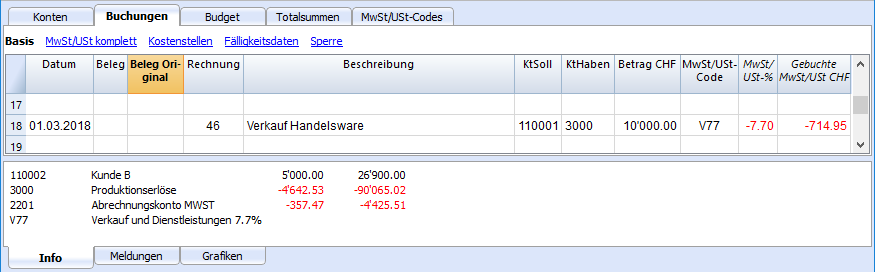 Konten Buchungen Budget Totalsummen MwSt/USt-Codes
Basis MwSt/USt komplett Kostenstellen Fälligkeitsdaten Sperre
Datum Beleg Beleg Ori- Rechnung Beschreibung KtSoll KtHaben Betrag CHF MwSt/USt- MwSt/ Gebuchte
ginal Code USt-% MwSt/USt CHF
17
18 01.03.2018 46 Verkauf Handelsware 110001 3000 10'000.00 V77 -7.70 -714.95
19
110002 Kunde B 5'000.00 26'900.00
3000 Produktionserlöse -4'642.53 -90'065.02
2201 Abrechnungskonto MWST -357.47 -4'425.51
V77 Verkauf und Dienstleistungen 7.7%
Info Meldungen Grafiken